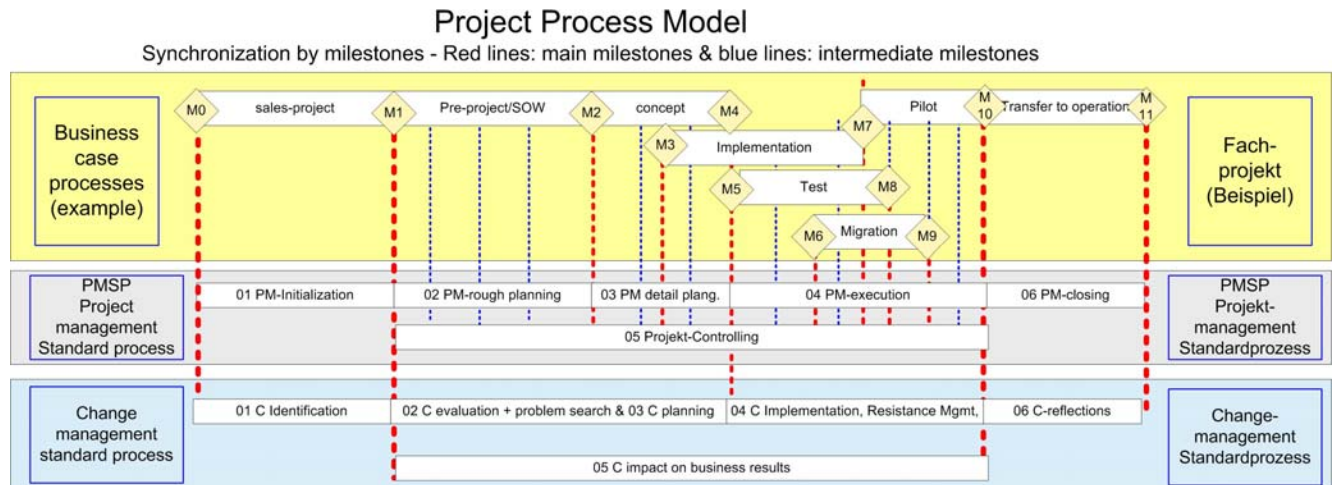 Project Process Model
Synchronization by milestones - Red lines: main milestones & blue lines: intermediate milestones
Business
case
processes
(example)
M0
sales-project
M1
Pre-project/SOW
M2
concept
M4
M7
Pilot
M
10
Transfer to operation
M
11
M3
Implementation
M5
Test
M8
M6
Migration
M9
Fach-
projekt
(Beispiel)
PMSP
Project
management
Standard process
01 PM-Initialization
02 PM-rough planning
03 PM detail plang.
04 PM-execution
06 PM-closing
05 Projekt-Controlling
PMSP
Projekt-
management
Standardprozess
Change
management
standard process
01 C Identification
02 C evaluation + problem search & 03 C planning
04 C Implementation, Resistance Mgmt,
06 C-reflections
05 C impact on business results
Change-
management
Standardprozess